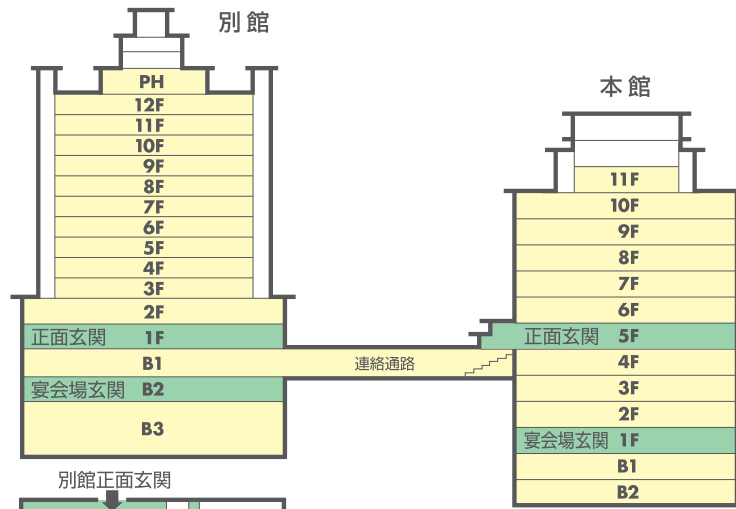 別館
PH
12F
11F
10F
9F
8F
7F
6F
5F
4F
3F
2F
正面玄関 1F
B1
宴会場玄関 B2
B3
連絡通路
本館
11F
10F
9F
8F
7F
6F
正面玄関 5F
4F
3F
2F
宴会場玄関 1F
B1
B2
別館正面玄関